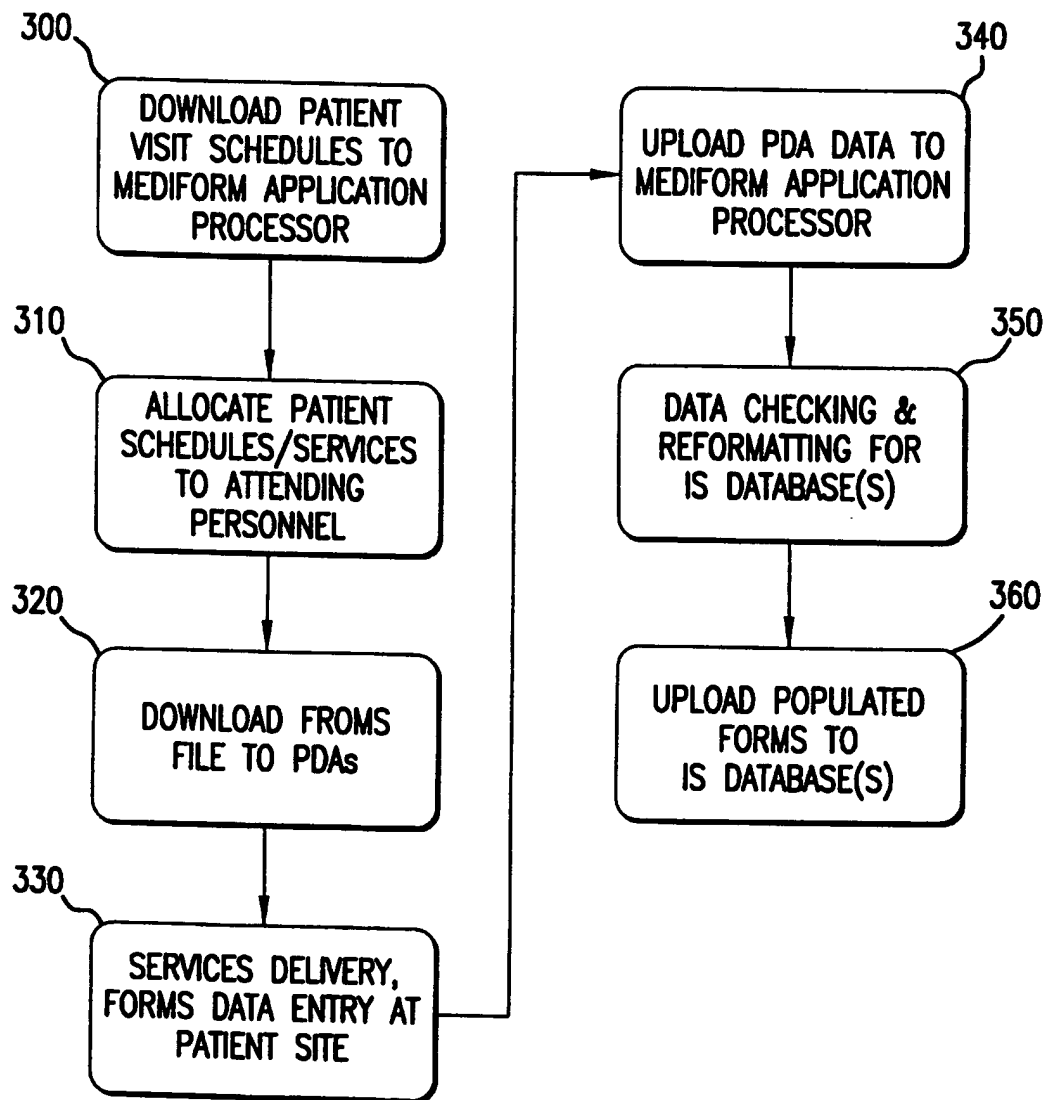 300
DOWNLOAD PATIENT
VISIT SCHEDULES TO
MEDIFORM APPLICATION
PROCESSOR
310
ALLOCATE PATIENT
SCHEDULES/SERVICES
TO ATTENDING
PERSONNEL
320
DOWNLOAD FROMS
FILE TO PDAs
330
SERVICES DELIVERY,
FORMS DATA ENTRY AT
PATIENT SITE
340
UPLOAD PDA DATA TO
MEDIFORM APPLICATION
PROCESSOR
350
DATA CHECKING &
REFORMATTING FOR
IS DATABASE(S)
360
UPLOAD POPULATED
FORMS TO
IS DATABASE(S)